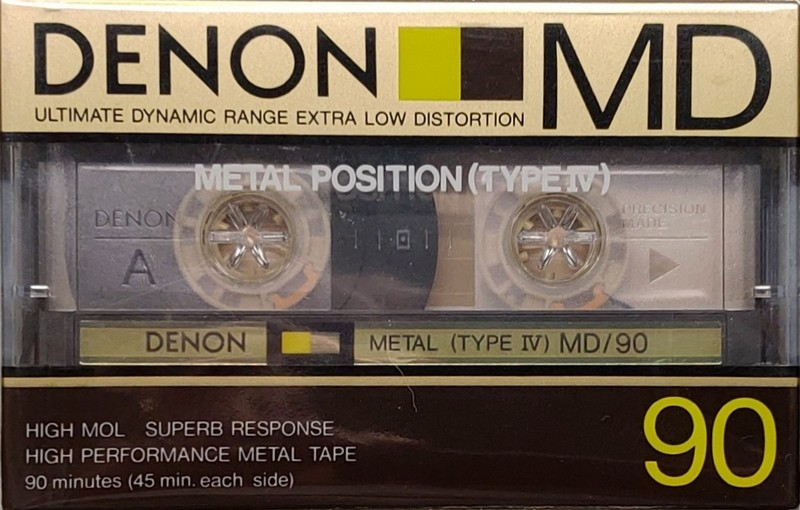 DENON MD
ULTIMATE DYNAMIC RANGE EXTRA LOW DISTORTION
METAL POSITION (TYPE IV)
DENON
A
PRECISION
MADE
DENON METAL (TYPE IV) MD/90
HIGH MOL SUPERB RESPONSE
HIGH PERFORMANCE METAL TAPE
90 minutes (45 min. each side)
90